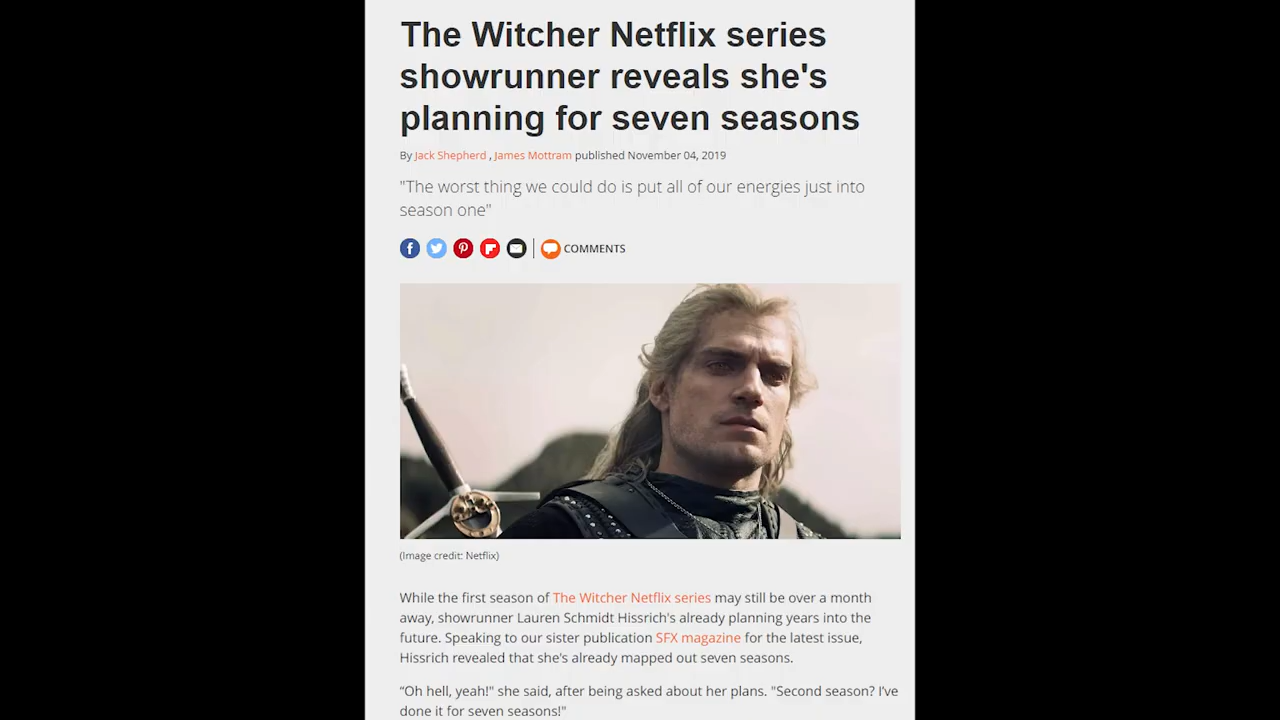 The Witcher Netflix series
showrunner reveals she's
planning for seven seasons
By Jack Shepherd , James Mottram published November 04, 2019
"The worst thing we could do is put all of our energies just into
season one"
COMMENTS
(Image credit: Netflix)
While the first season of The Witcher Netflix series may still be over a month
away, showrunner Lauren Schmidt Hissrich's already planning years into the
future. Speaking to our sister publication SFX magazine for the latest issue,
Hissrich revealed that she's already mapped out seven seasons.
“Oh hell, yeah!" she said, after being asked about her plans. "Second season? I’ve
done it for seven seasons!"